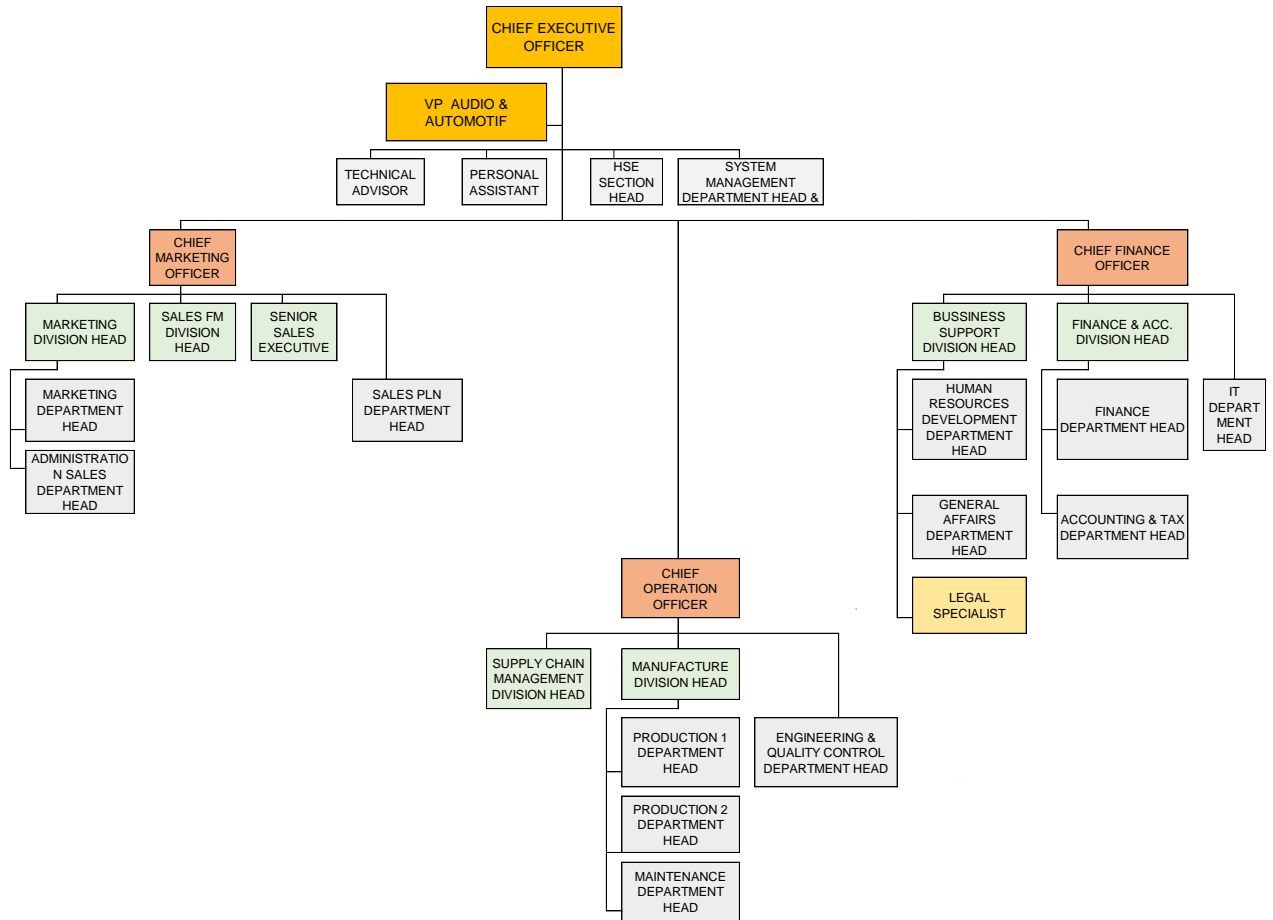 CHIEF EXECUTIVE
OFFICER
VP AUDIO &
AUTOMOTIF
TECHNICAL
ADVISOR
PERSONAL
ASSISTANT
HSE
SECTION
HEAD
SYSTEM
MANAGEMENT
DEPARTMENT HEAD &
CHIEF
MARKETING
OFFICER
CHIEF FINANCE
OFFICER
MARKETING
DIVISION HEAD
SALES FM
DIVISION
HEAD
SENIOR
SALES
EXECUTIVE
BUSSINESS
SUPPORT
DIVISION HEAD
FINANCE & ACC.
DIVISION HEAD
MARKETING
DEPARTMENT
HEAD
SALES PLN
DEPARTMENT
HEAD
HUMAN
RESOURCES
DEVELOPMENT
DEPARTMENT
HEAD
FINANCE
DEPARTMENT HEAD
IT
DEPART
MENT
HEAD
ADMINISTRATIO
N SALES
DEPARTMENT
HEAD
GENERAL
AFFAIRS
DEPARTMENT
HEAD
ACCOUNTING & TAX
DEPARTMENT HEAD
CHIEF
OPERATION
OFFICER
LEGAL
SPECIALIST
SUPPLY CHAIN
MANAGEMENT
DIVISION HEAD
MANUFACTURE
DIVISION HEAD
PRODUCTION 1
DEPARTMENT
HEAD
ENGINEERING &
QUALITY CONTROL
DEPARTMENT HEAD
PRODUCTION 2
DEPARTMENT
HEAD
MAINTENANCE
DEPARTMENT
HEAD